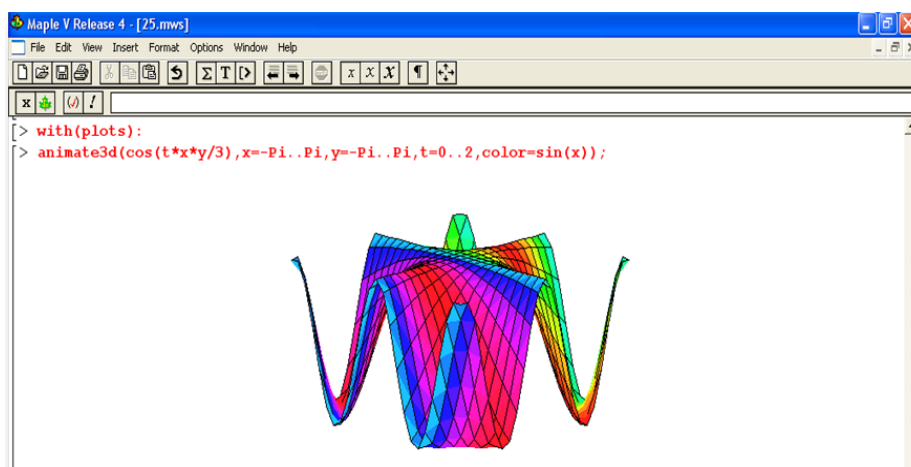 Maple V Release 4 - [25.mws]
File Edit View Insert Format Options Window Help
Σ T [> x x x ¶
x (√) !
[> with(plots):
[> animate3d(cos(t*x*y/3),x=-Pi..Pi,y=-Pi..Pi,t=0..2,color=sin(x));